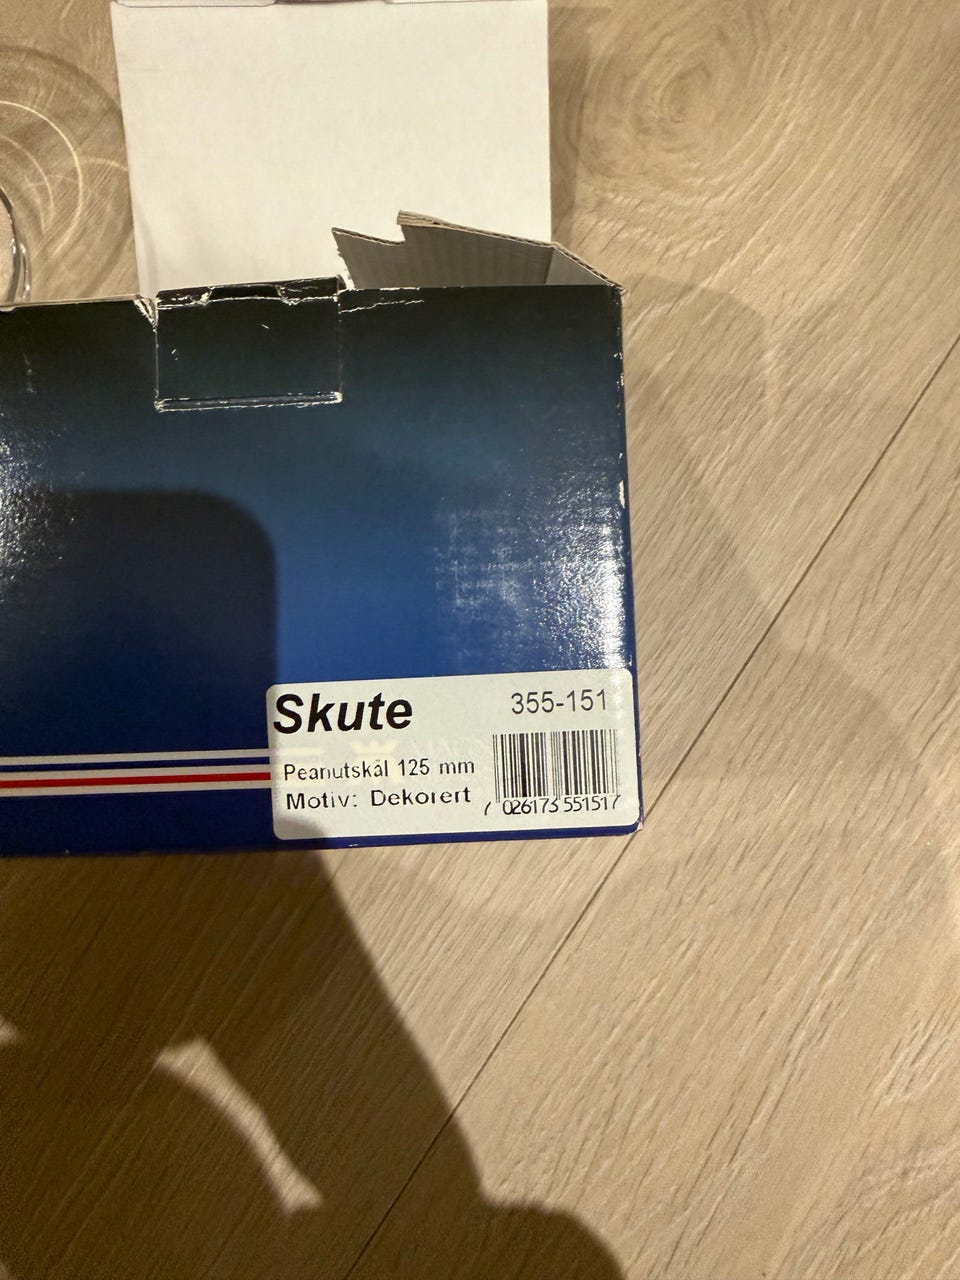 Skute
355-151
Peanutskål 125 mm
Motiv: Dekorert
7 026173 551517